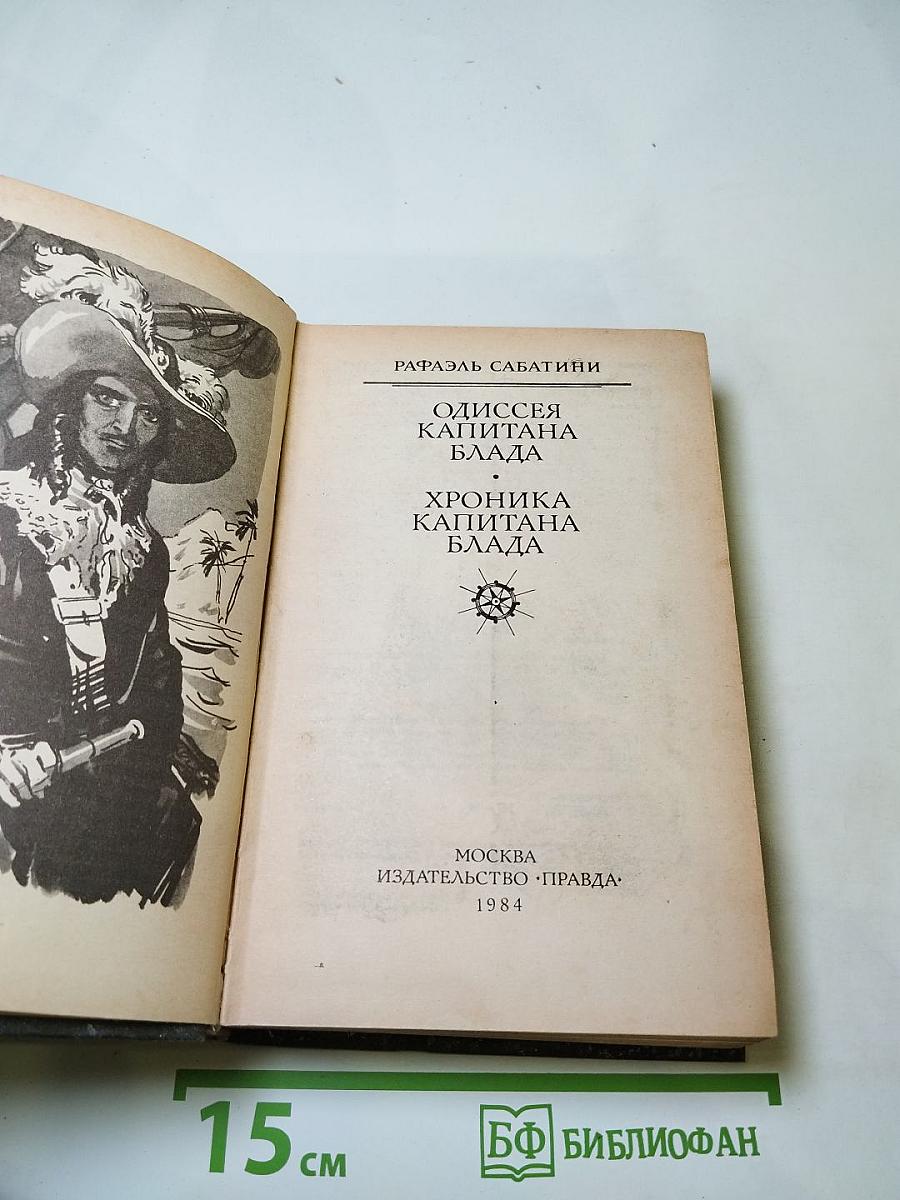 РАФАЭЛЬ САБАТИНИ
ОДИССЕЯ
КАПИТАНА
БЛАДА
•
ХРОНИКА
КАПИТАНА
БЛАДА
МОСКВА
ИЗДАТЕЛЬСТВО «ПРАВДА»
1984
15 см
БФ БИБЛИОФАН